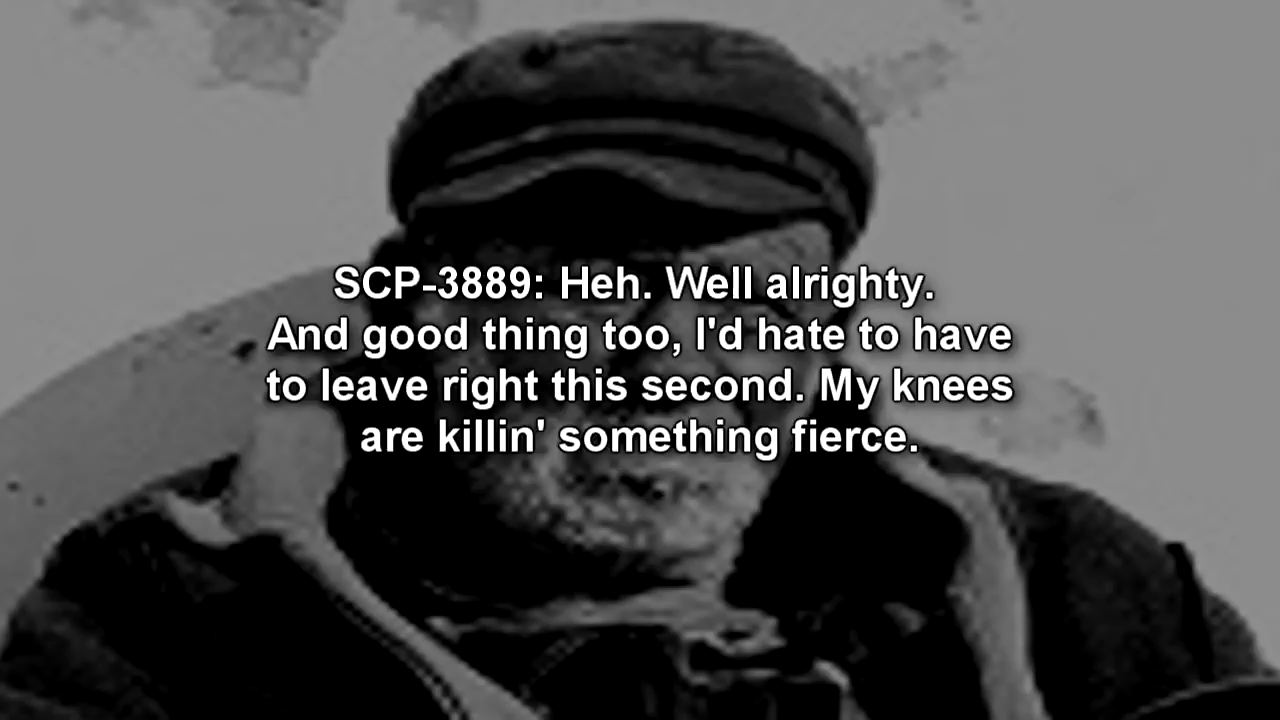 SCP-3889: Heh. Well alrighty.
And good thing too, I'd hate to have
to leave right this second. My knees
are killin' something fierce.